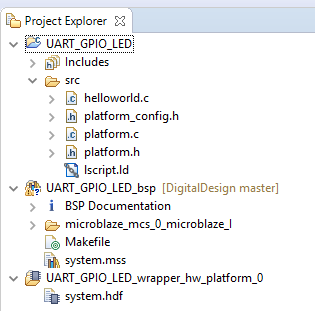 Project Explorer
UART_GPIO_LED
Includes
src
helloworld.c
platform_config.h
platform.c
platform.h
lscript.ld
UART_GPIO_LED_bsp [DigitalDesign master]
BSP Documentation
microblaze_mcs_0_microblaze_I
Makefile
system.mss
UART_GPIO_LED_wrapper_hw_platform_0
system.hdf